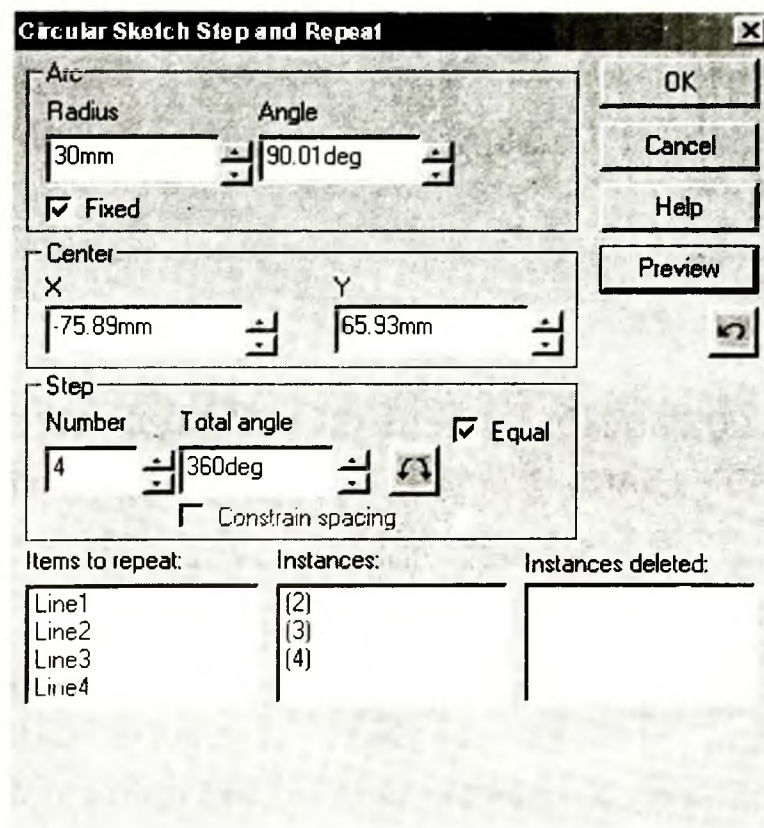 Circular Sketch Step and Repeat
Arc
Radius Angle
30mm 90.01deg
Fixed
OK
Cancel
Help
Preview
Center
X Y
-75.89mm 65.93mm
Step
Number Total angle
4 360deg
Equal
Constrain spacing
Items to repeat: Instances: Instances deleted:
Line1 (2)
Line2 (3)
Line3 (4)
Line4